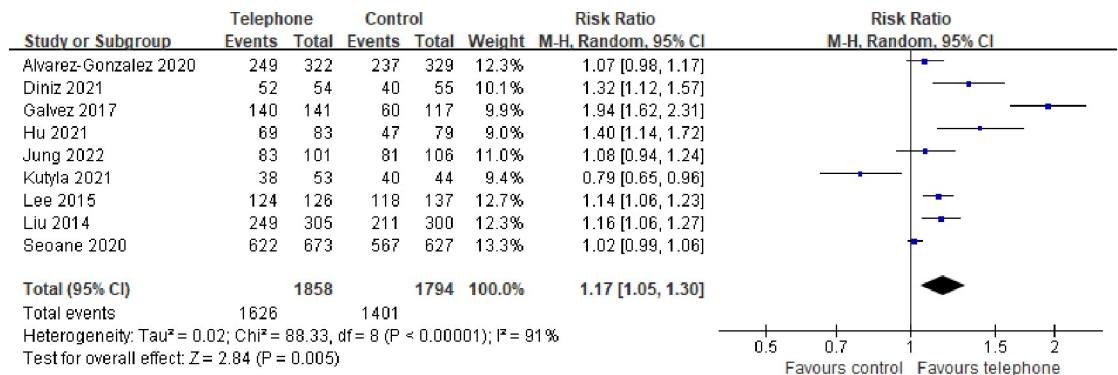 Telephone Control Risk Ratio Risk Ratio
Study or Subgroup Events Total Events Total Weight M-H, Random, 95% CI M-H, Random, 95% CI
Alvarez-Gonzalez 2020 249 322 237 329 12.3% 1.07 [0.98, 1.17]
Diniz 2021 52 54 40 55 10.1% 1.32 [1.12, 1.57]
Galvez 2017 140 141 60 117 9.9% 1.94 [1.62, 2.31]
Hu 2021 69 83 47 79 9.0% 1.40 [1.14, 1.72]
Jung 2022 83 101 81 106 11.0% 1.08 [0.94, 1.24]
Kutyla 2021 38 53 40 44 9.4% 0.79 [0.65, 0.96]
Lee 2015 124 126 118 137 12.7% 1.14 [1.06, 1.23]
Liu 2014 249 305 211 300 12.2% 1.16 [1.06, 1.27]
Seoane 2020 622 673 567 627 13.3% 1.02 [0.99, 1.06]
Total (95% CI) 1858 1794 100.0% 1.17 [1.05, 1.30]
Total events 1626 1401
Heterogeneity: Tau² = 0.02; Chi² = 88.33, df = 8 (P < 0.00001); I² = 91%
Test for overall effect: Z = 2.84 (P = 0.005)
0.5 0.7 1 1.5 2
Favours control Favours telephone